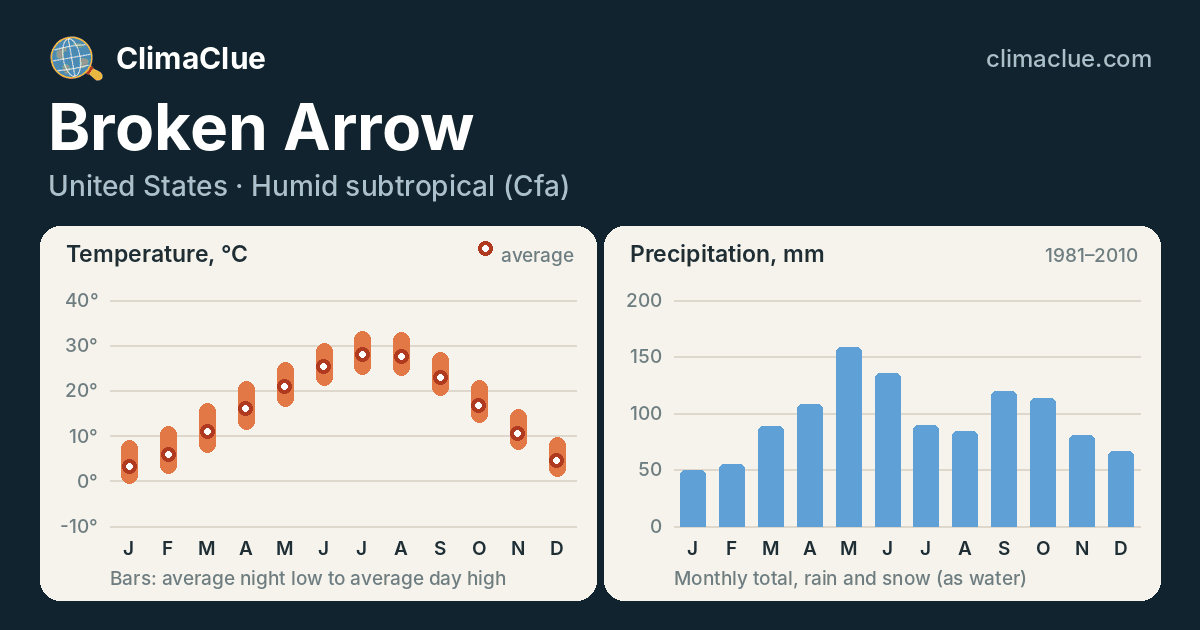 ClimaClue
climaclue.com
Broken Arrow
United States · Humid subtropical (Cfa)
Temperature, °C
average
40°
30°
20°
10°
0°
-10°
J F M A M J J A S O N D
Bars: average night low to average day high
Precipitation, mm
1981–2010
200
150
100
50
0
J F M A M J J A S O N D
Monthly total, rain and snow (as water)